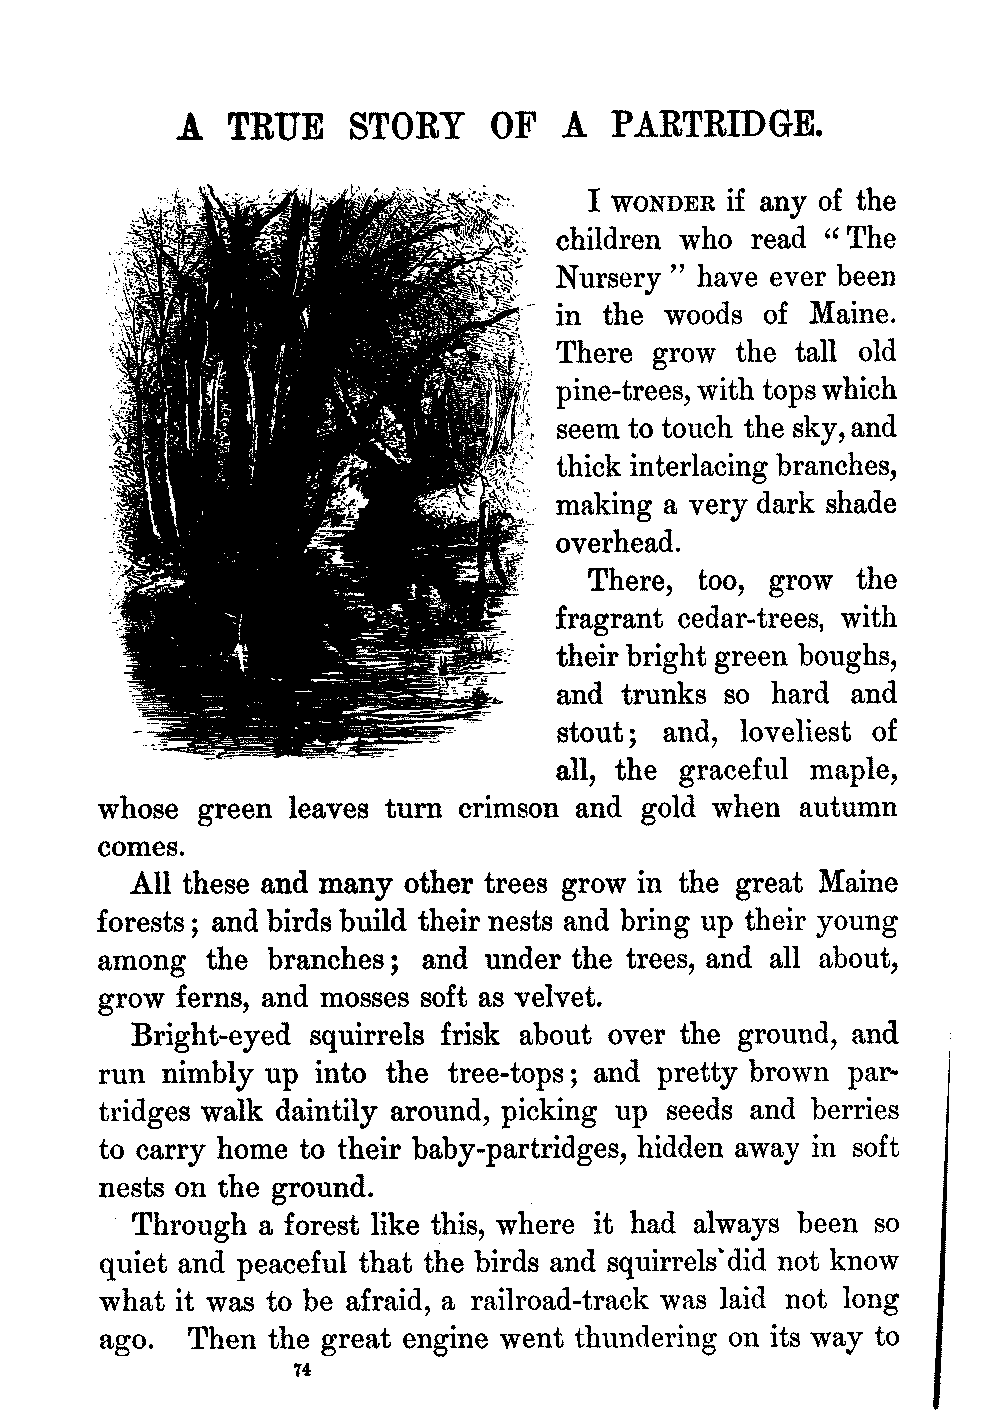 A TRUE STORY OF A PARTRIDGE.
I WONDER if any of the
children who read “ The
Nursery ” have ever been
in the woods of Maine.
There grow the tall old
pine-trees, with tops which
seem to touch the sky, and
thick interlacing branches,
making a very dark shade
overhead.
There, too, grow the
fragrant cedar-trees, with
their bright green boughs,
and trunks so hard and
stout; and, loveliest of
all, the graceful maple,
whose green leaves turn crimson and gold when autumn
comes.
All these and many other trees grow in the great Maine
forests; and birds build their nests and bring up their young
among the branches; and under the trees, and all about,
grow ferns, and mosses soft as velvet.
Bright-eyed squirrels frisk about over the ground, and
run nimbly up into the tree-tops; and pretty brown par-
tridges walk daintily around, picking up seeds and berries
to carry home to their baby-partridges, hidden away in soft
nests on the ground.
Through a forest like this, where it had always been so
quiet and peaceful that the birds and squirrels did not know
what it was to be afraid, a railroad-track was laid not long
ago. Then the great engine went thundering on its way to
74